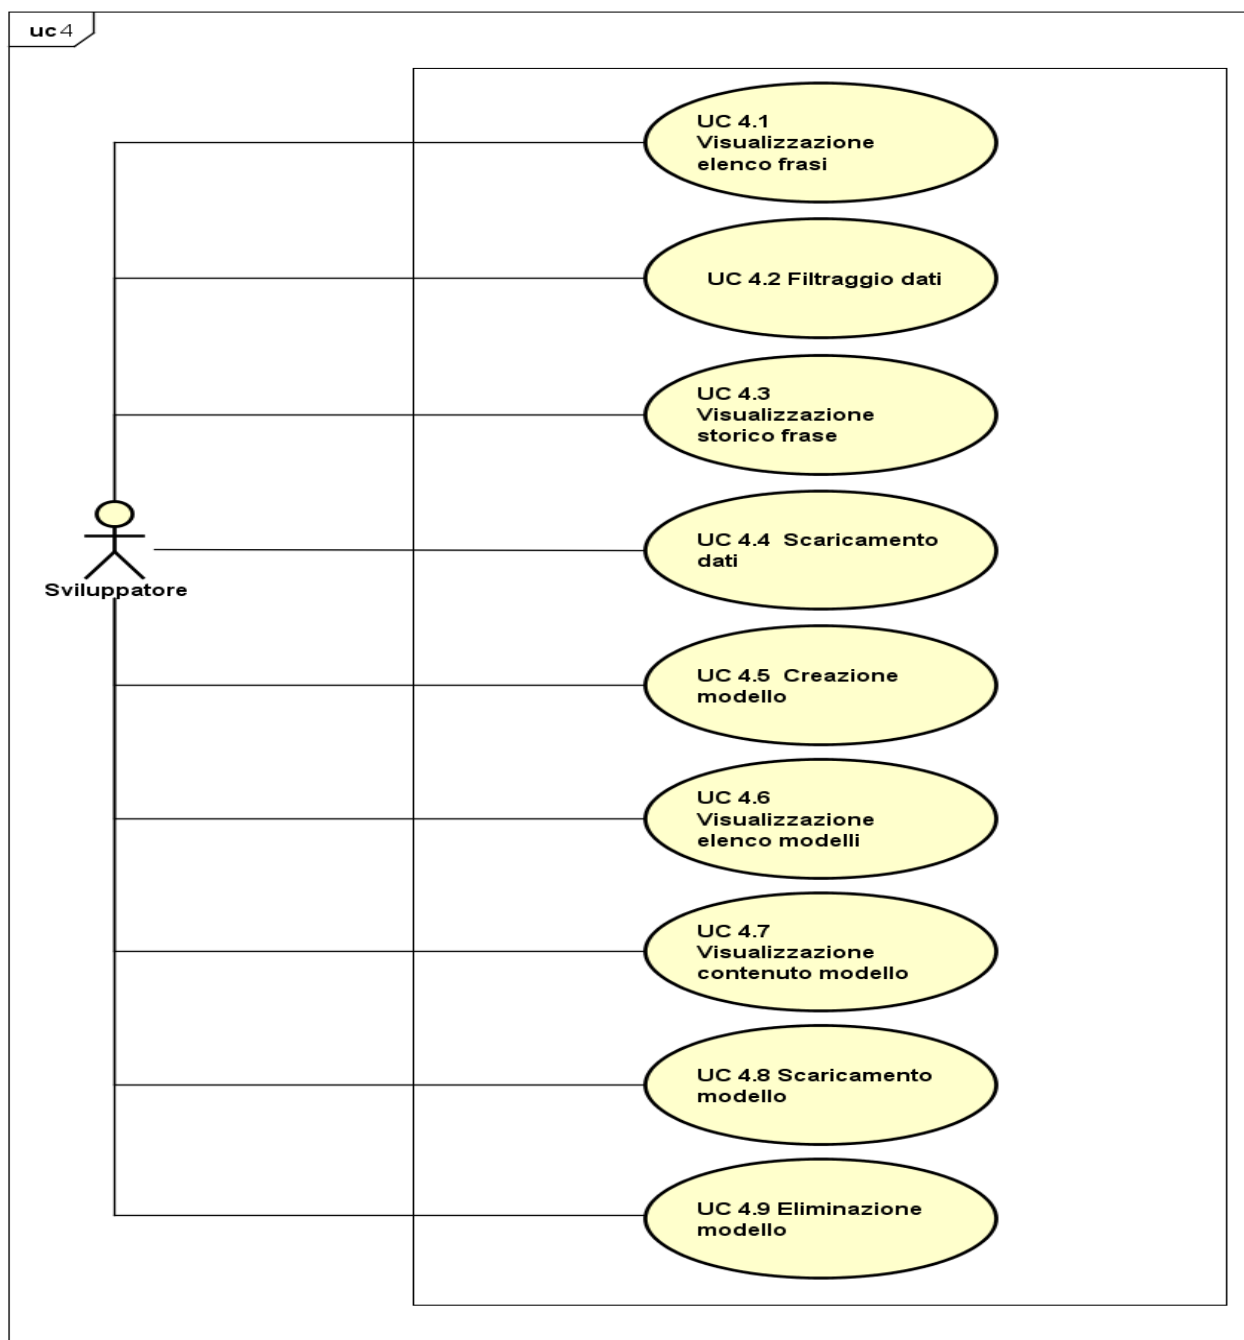 uc 4
UC 4.1
Visualizzazione
elenco frasi
UC 4.2 Filtraggio dati
UC 4.3
Visualizzazione
storico frase
UC 4.4  Scaricamento
dati
Sviluppatore
UC 4.5  Creazione
modello
UC 4.6
Visualizzazione
elenco modelli
UC 4.7
Visualizzazione
contenuto modello
UC 4.8 Scaricamento
modello
UC 4.9 Eliminazione
modello